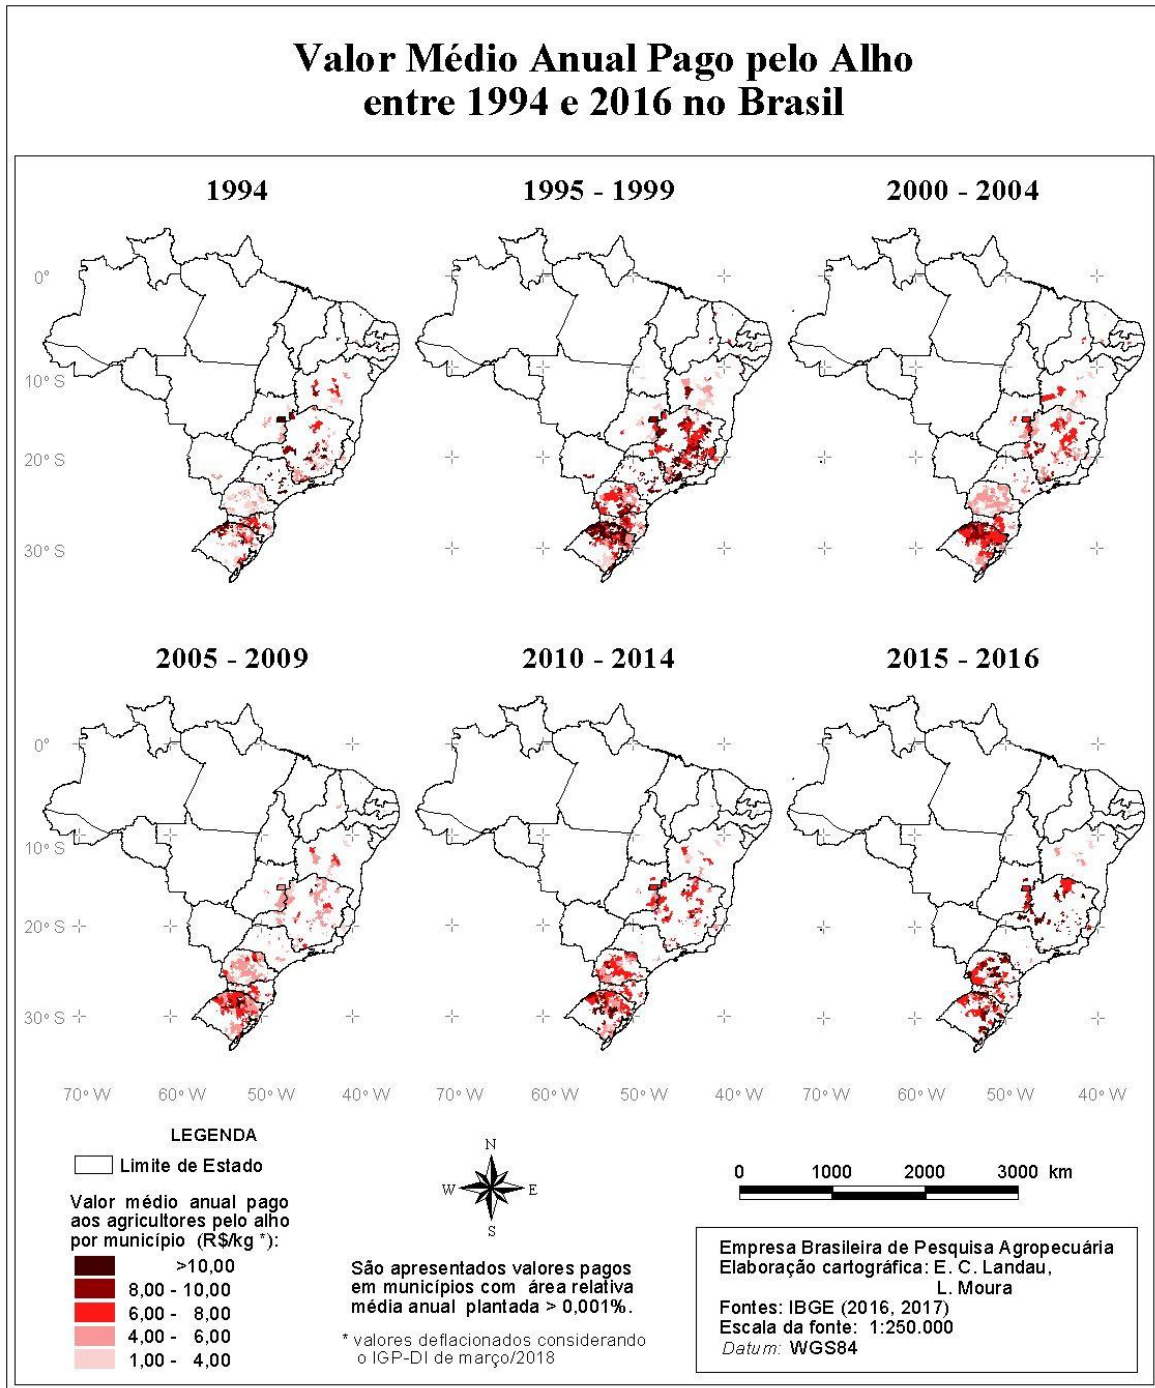 Valor Médio Anual Pago pelo Alho
entre 1994 e 2016 no Brasil
1994
1995 - 1999
2000 - 2004
0°
10° S
20° S
30° S
2005 - 2009
2010 - 2014
2015 - 2016
0°
10° S
20° S
30° S
70° W 60° W 50° W 40° W
70° W 60° W 50° W 40° W
70° W 60° W 50° W 40° W
LEGENDA
Limite de Estado
Valor médio anual pago
aos agricultores pelo alho
por município (R$/kg *):
>10,00
8,00 - 10,00
6,00 - 8,00
4,00 - 6,00
1,00 - 4,00
N
W E
S
São apresentados valores pagos
em municípios com área relativa
média anual plantada > 0,001%.
* valores deflacionados considerando
o IGP-DI de março/2018
0 1000 2000 3000 km
Empresa Brasileira de Pesquisa Agropecuária
Elaboração cartográfica: E. C. Landau,
L. Moura
Fontes: IBGE (2016, 2017)
Escala da fonte: 1:250.000
Datum: WGS84